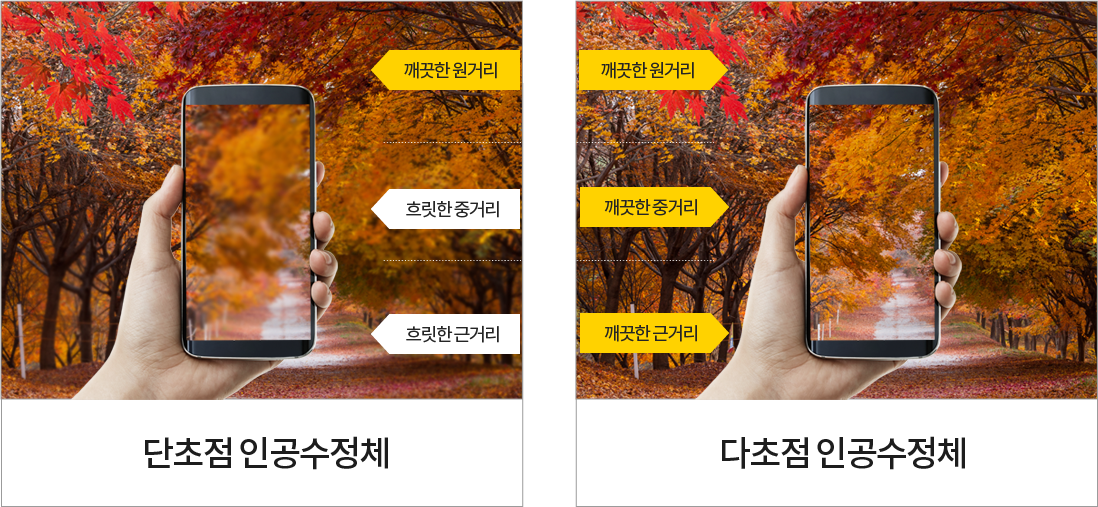 깨끗한 원거리
흐릿한 중거리
흐릿한 근거리
단초점 인공수정체
깨끗한 원거리
깨끗한 중거리
깨끗한 근거리
다초점 인공수정체